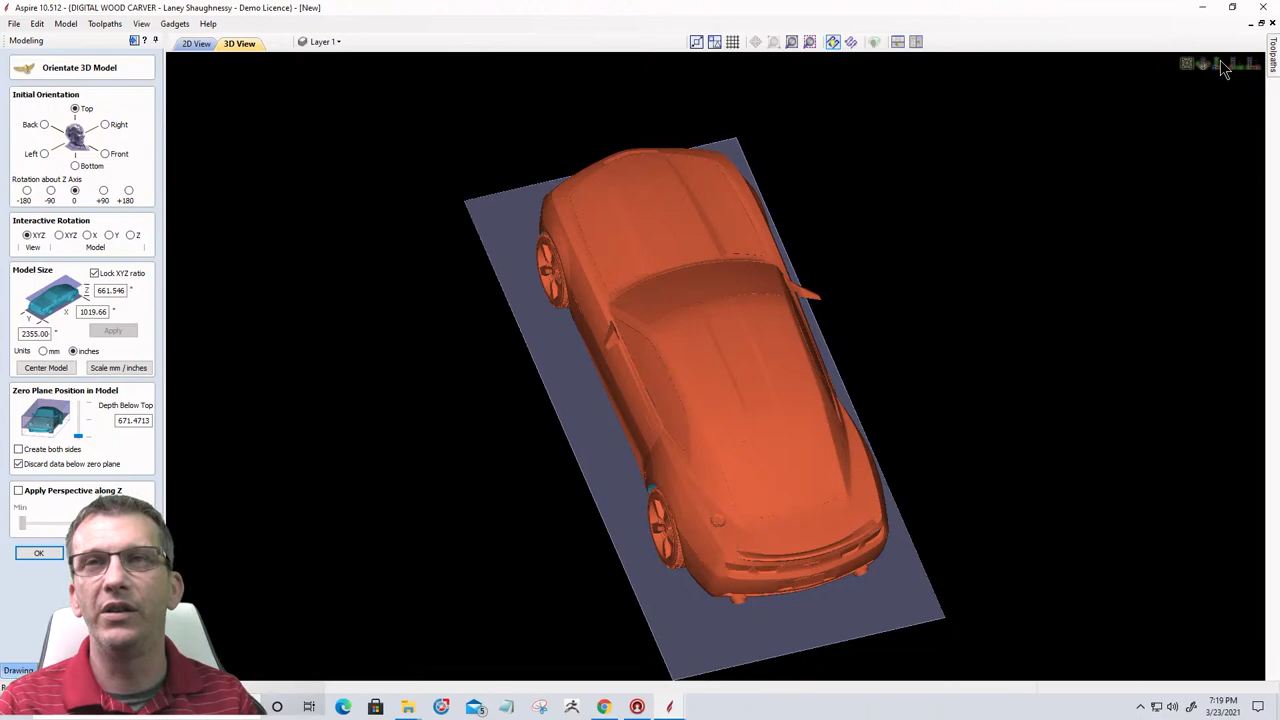 Aspire 10.512 - (DIGITAL WOOD CARVER - Laney Shaughnessy - Demo Licence) - [New]
File Edit Model Toolpaths View Gadgets Help
Modeling
2D View 3D View Layer 1
Toolpaths
Orientate 3D Model
Initial Orientation
Top
Back Right
Left Front
Bottom
Rotation about Z Axis
-180 -90 0 +90 +180
Interactive Rotation
XYZ XYZ X Y Z
View Model
Model Size
Lock XYZ ratio
Z 661.546 "
X 1019.66 "
Y
2355.00 "
Apply
Units mm inches
Center Model Scale mm / inches
Zero Plane Position in Model
Depth Below Top
671.4713
Create both sides
Discard data below zero plane
Apply Perspective along Z
Min
OK
Drawing
5
7:19 PM
3/23/2021